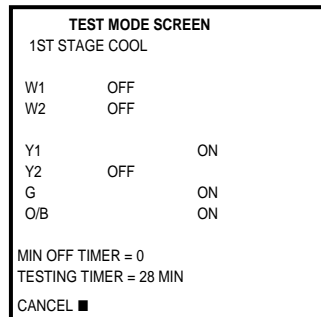 TEST MODE SCREEN
1ST STAGE COOL
W1 OFF
W2 OFF
Y1 ON
Y2 OFF
G ON
O/B ON
MIN OFF TIMER = 0
TESTING TIMER = 28 MIN
CANCEL ■